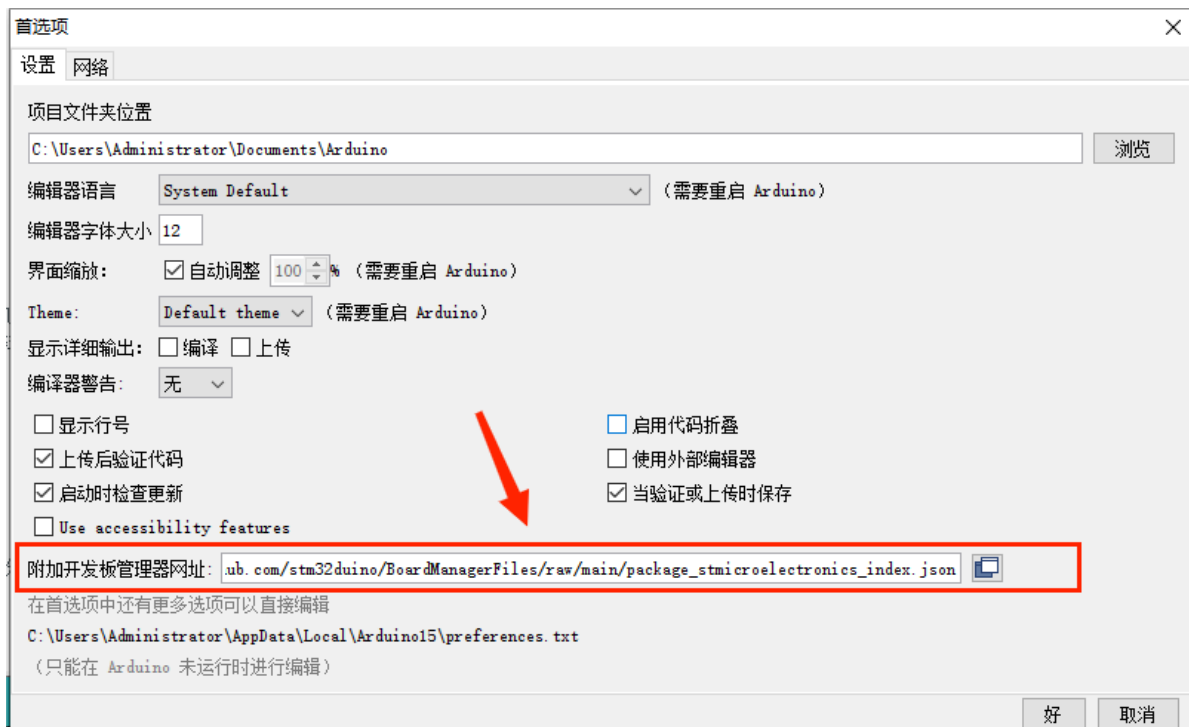 首选项
设置 网络
项目文件夹位置
C:\Users\Administrator\Documents\Arduino 浏览
编辑器语言 System Default （需要重启 Arduino）
编辑器字体大小 12
界面缩放： 自动调整 100 % （需要重启 Arduino）
Theme: Default theme （需要重启 Arduino）
显示详细输出： 编译 上传
编译器警告: 无
显示行号 启用代码折叠
上传后验证代码 使用外部编辑器
启动时检查更新 当验证或上传时保存
Use accessibility features
附加开发板管理器网址: ub.com/stm32duino/BoardManagerFiles/raw/main/package_stmicroelectronics_index.json
在首选项中还有更多选项可以直接编辑
C:\Users\Administrator\AppData\Local\Arduino15\preferences.txt
（只能在 Arduino 未运行时进行编辑）
好 取消